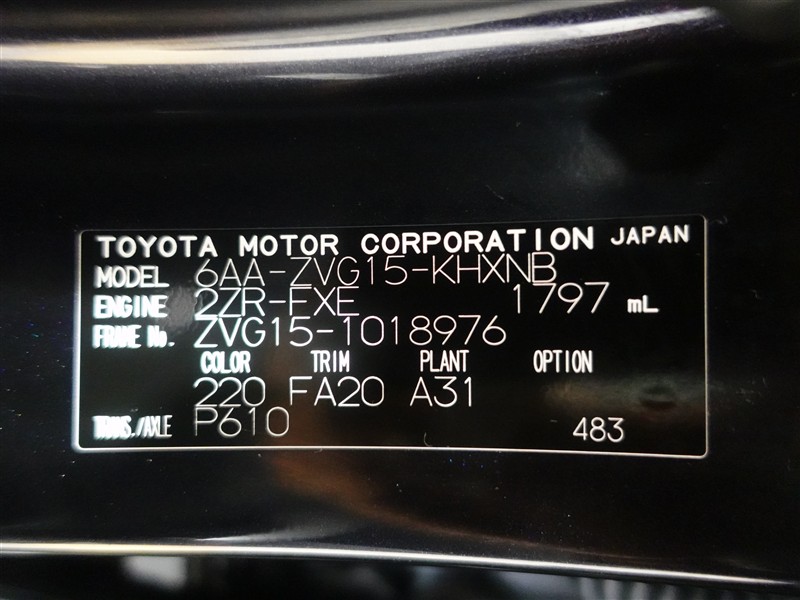 TOYOTA MOTOR CORPORATION JAPAN
MODEL 6AA-ZVG15-KHXNB
ENGINE 2ZR-FXE 1797 mL
FRAME No. ZVG15-1018976
COLOR TRIM PLANT OPTION
220 FA20 A31
TRANS./AXLE P610 483